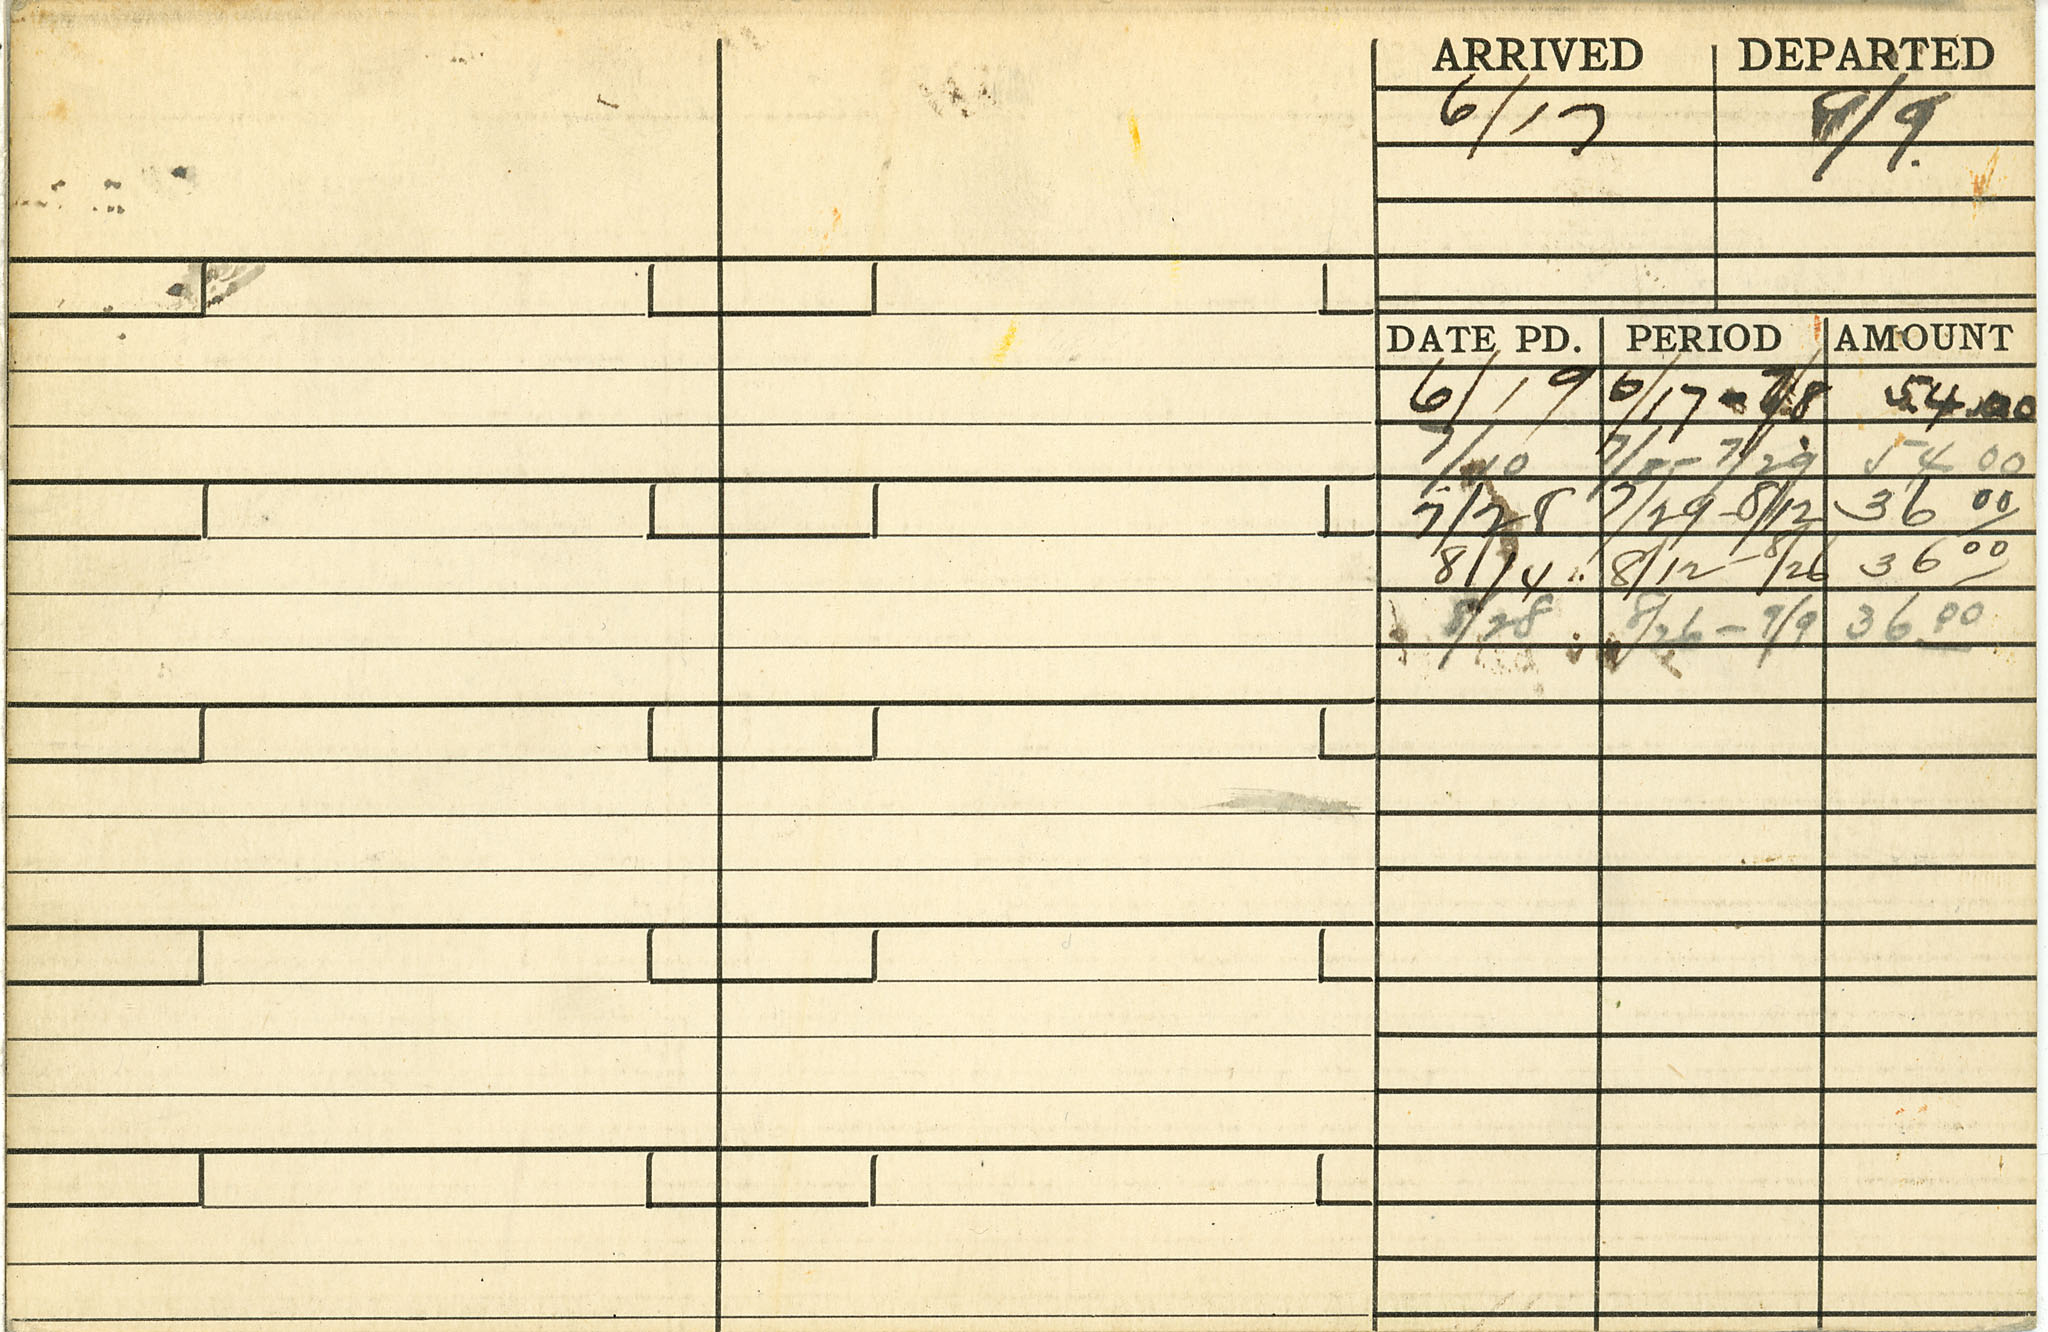 ARRIVED DEPARTED
6/17 9/9
DATE PD. PERIOD AMOUNT
6/19 6/17 - 7/8 54.00
7/10 7/8 - 7/29 54 00
7/28 7/29 - 8/12 36 00
8/14 8/12 - 8/26 36 00
8/28 8/26 - 9/9 36 00